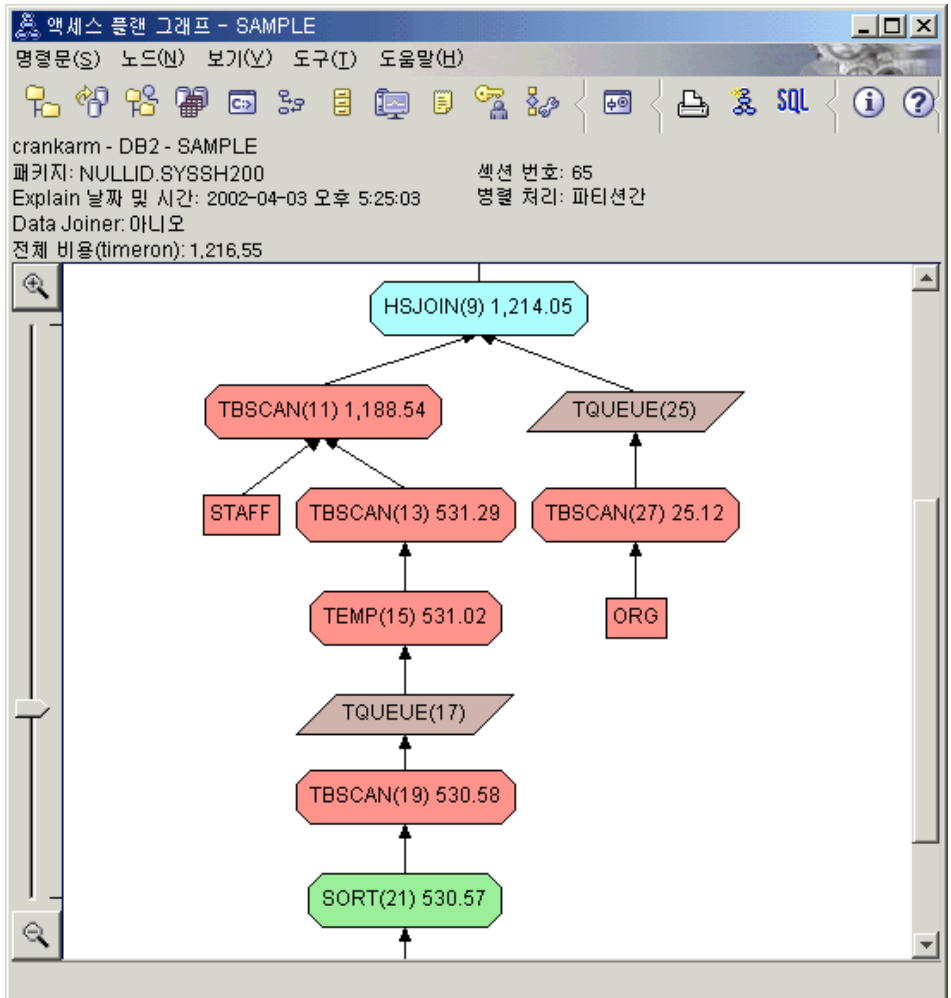 액세스 플랜 그래프 - SAMPLE
명령문(S) 노드(N) 보기(V) 도구(T) 도움말(H)
C:> SQL i ?
crankarm - DB2 - SAMPLE
패키지: NULLID.SYSSH200 섹션 번호: 65
Explain 날짜 및 시간: 2002-04-03 오후 5:25:03 병렬 처리: 파티션간
Data Joiner: 아니오
전체 비용(timeron): 1,216,55
HSJOIN(9) 1,214.05
TBSCAN(11) 1,188.54 TQUEUE(25)
STAFF TBSCAN(13) 531.29 TBSCAN(27) 25.12
TEMP(15) 531.02 ORG
TQUEUE(17)
TBSCAN(19) 530.58
SORT(21) 530.57